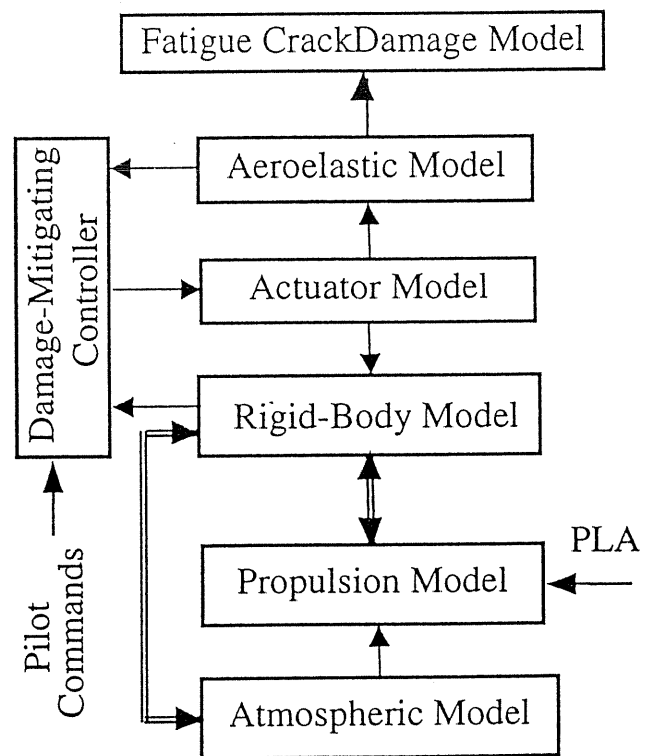 Fatigue CrackDamage Model
Aeroelastic Model
Damage-Mitigating
Controller
Actuator Model
Rigid-Body Model
PLA
Propulsion Model
Pilot
Commands
Atmospheric Model